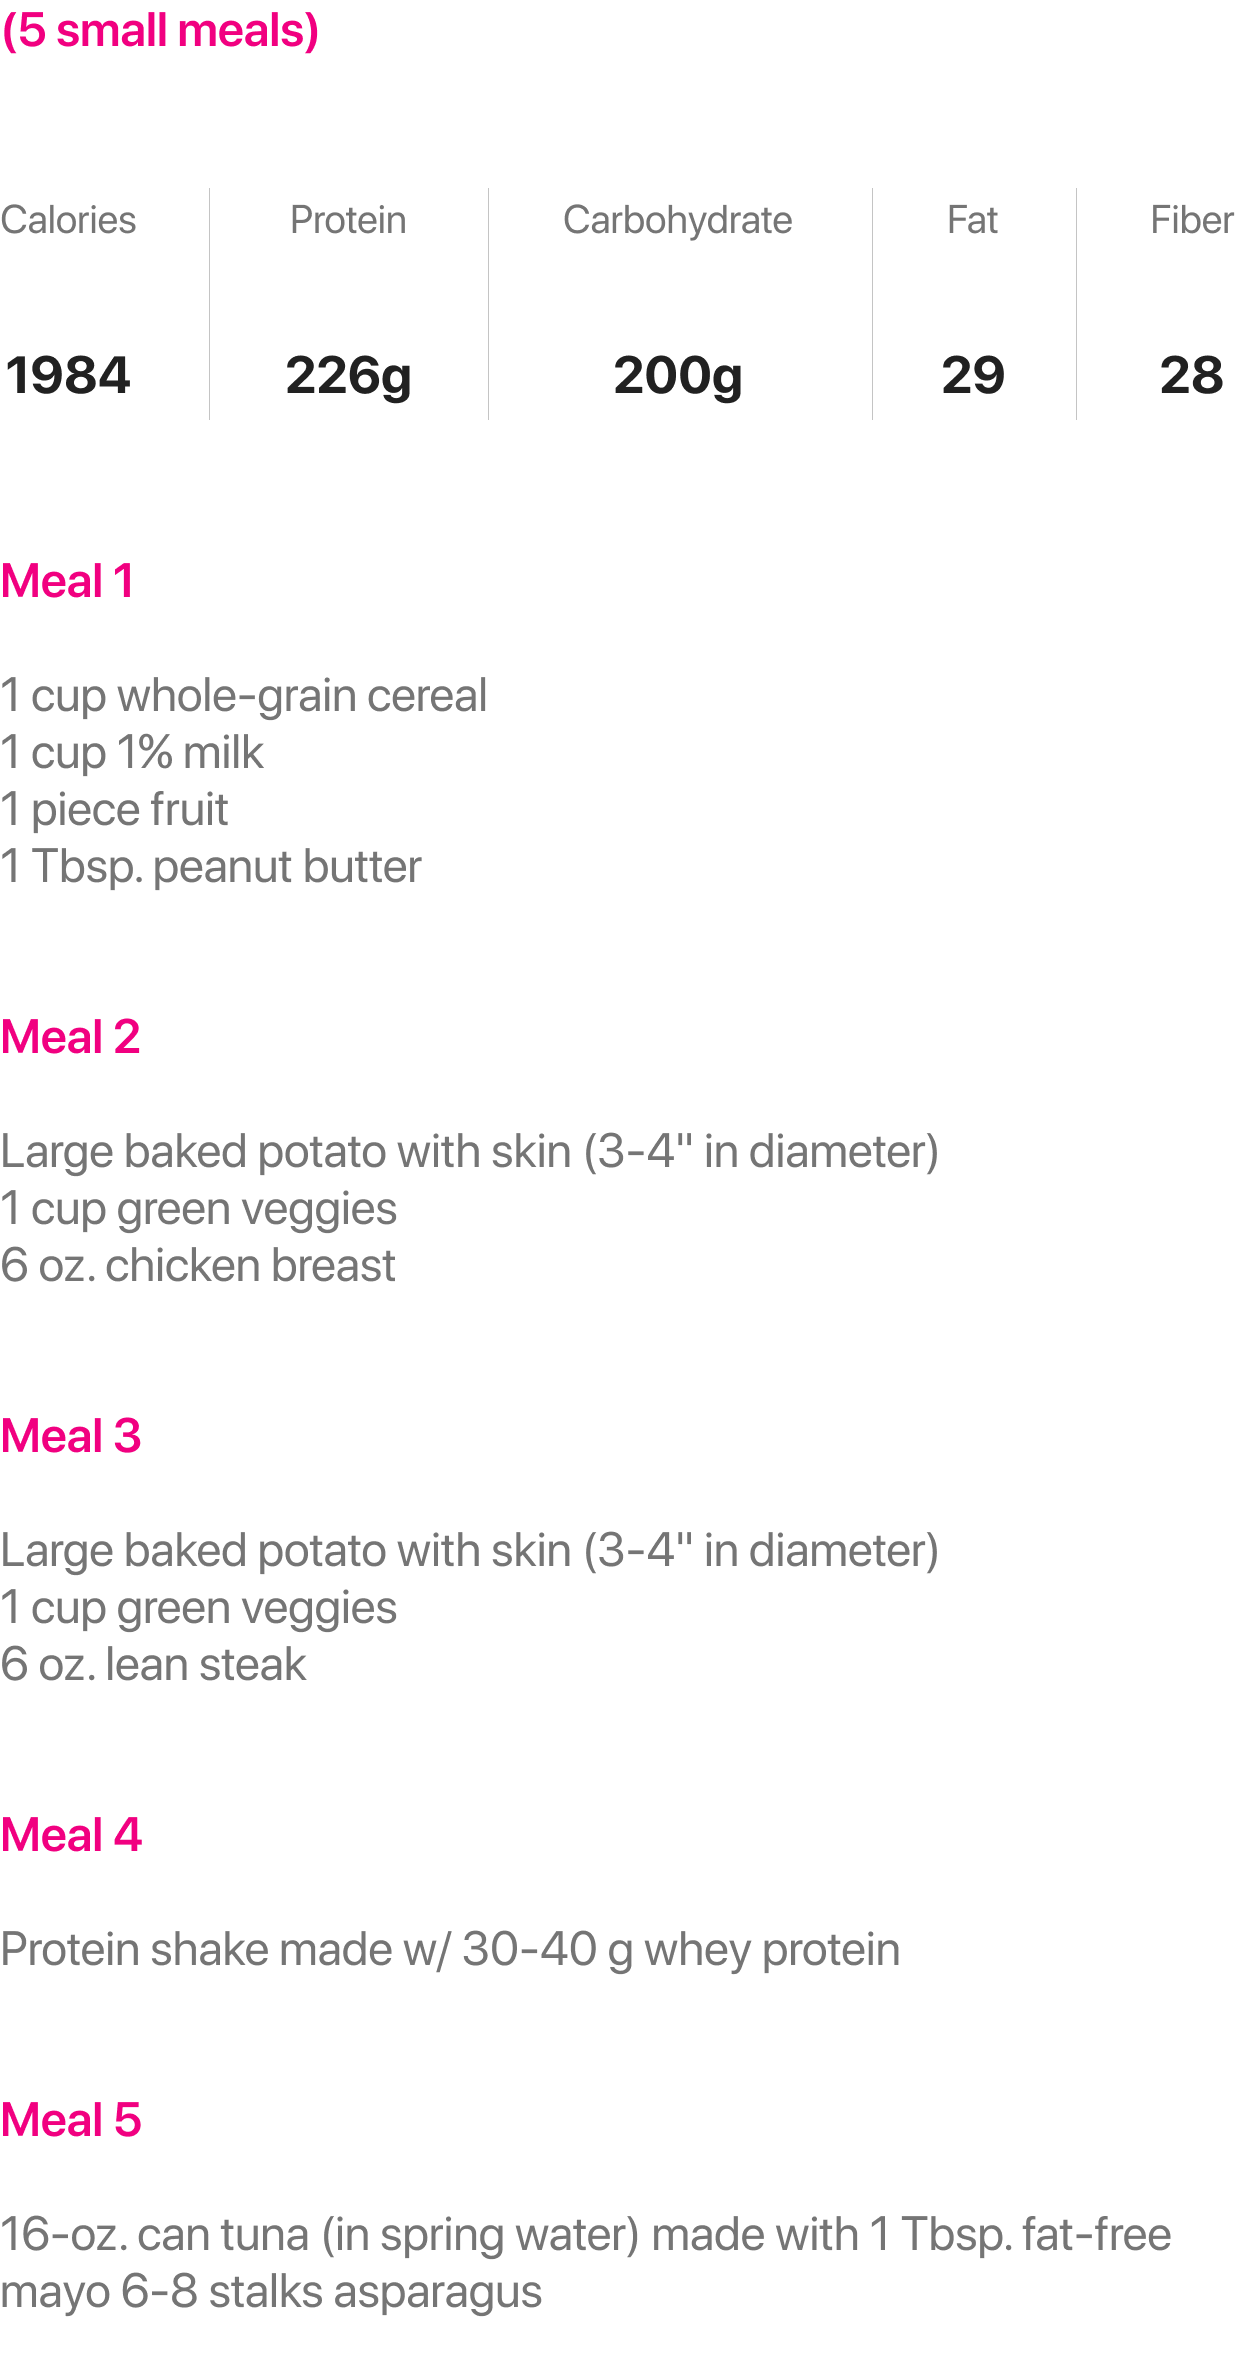 (5 small meals)
Calories Protein Carbohydrate Fat Fiber
1984 226g 200g 29 28
Meal 1
1 cup whole-grain cereal
1 cup 1% milk
1 piece fruit
1 Tbsp. peanut butter
Meal 2
Large baked potato with skin (3-4" in diameter)
1 cup green veggies
6 oz. chicken breast
Meal 3
Large baked potato with skin (3-4" in diameter)
1 cup green veggies
6 oz. lean steak
Meal 4
Protein shake made w/ 30-40 g whey protein
Meal 5
16-oz. can tuna (in spring water) made with 1 Tbsp. fat-free
mayo 6-8 stalks asparagus